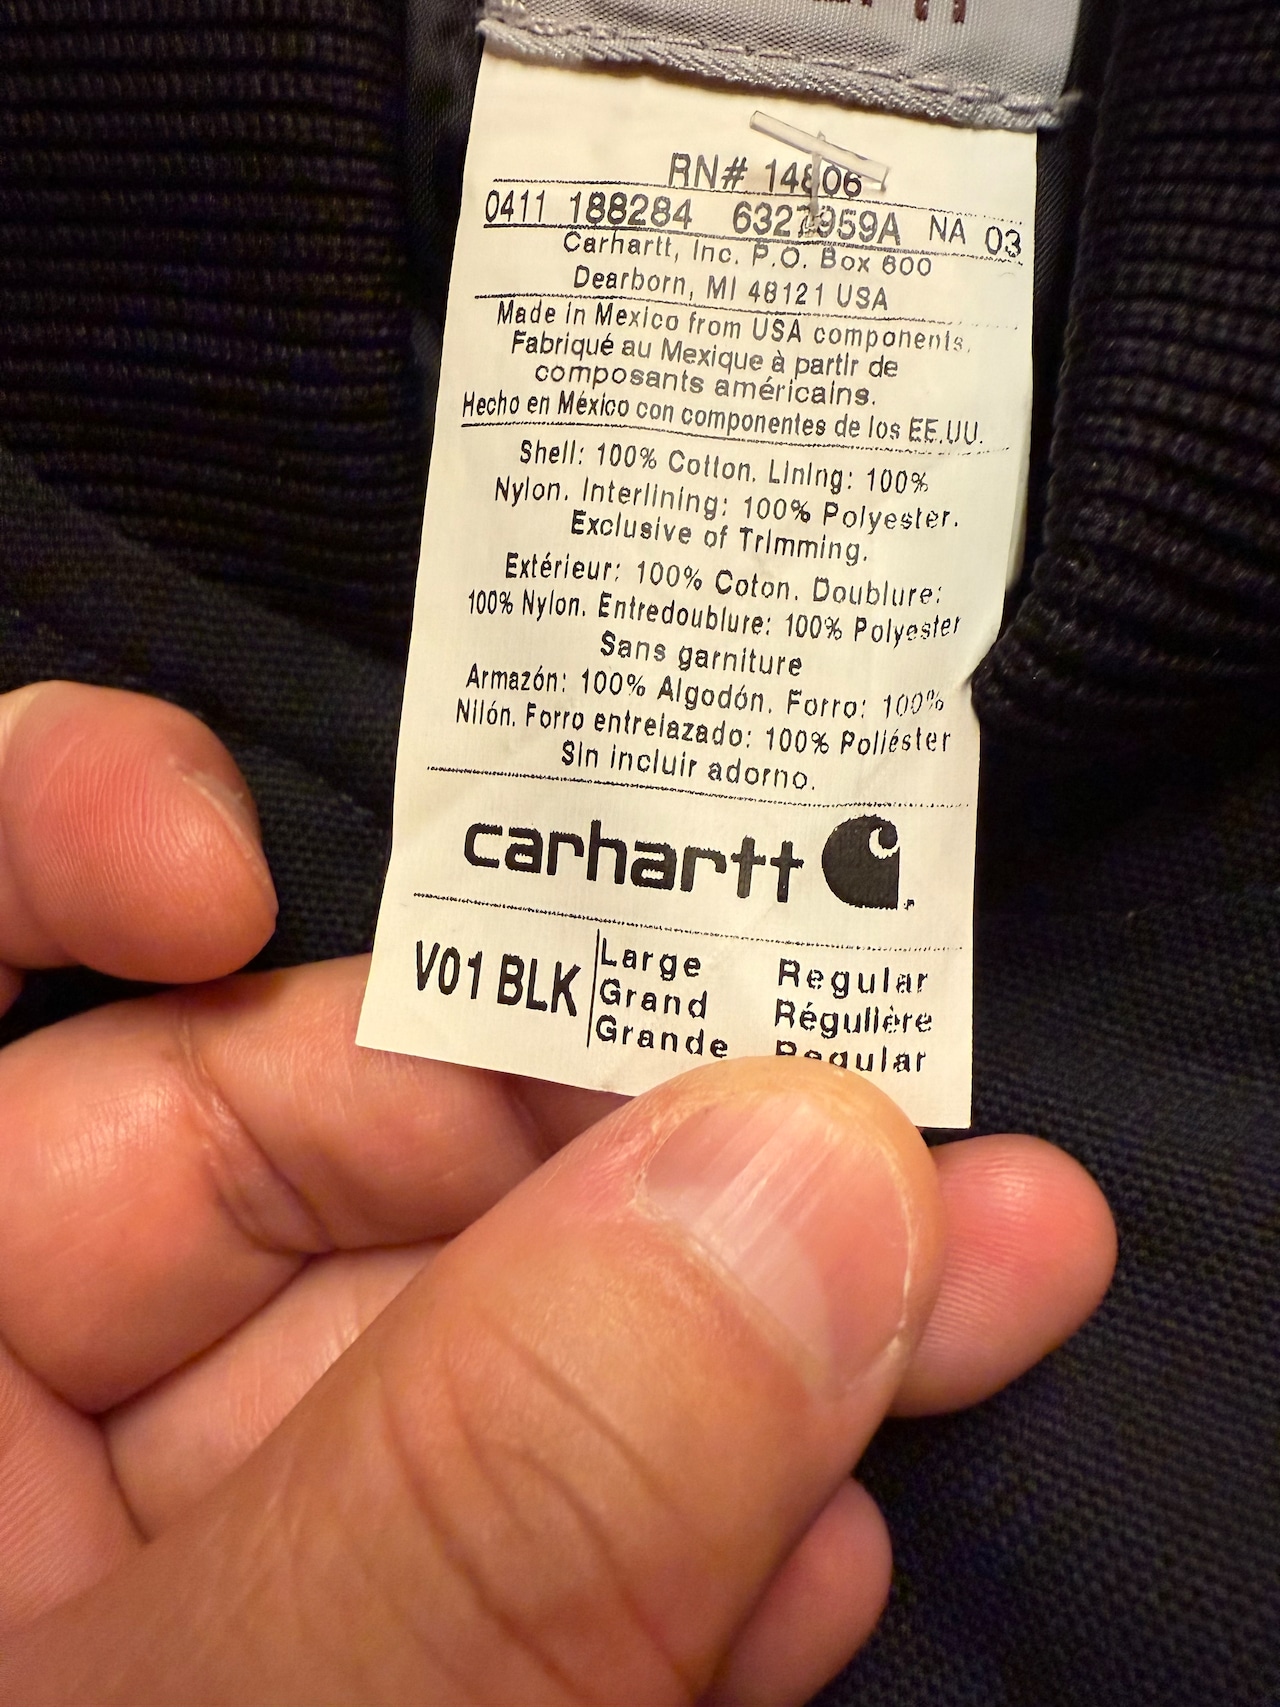 RN# 14806
0411 188284 6327959A NA 03
Carhartt, Inc. P.O. Box 600
Dearborn, MI 48121 USA
Made in Mexico from USA components.
Fabriqué au Mexique à partir de
composants américains.
Hecho en México con componentes de los EE.UU.
Shell: 100% Cotton. Lining: 100%
Nylon. Interlining: 100% Polyester.
Exclusive of Trimming.
Extérieur: 100% Coton. Doublure:
100% Nylon. Entredoublure: 100% Polyester
Sans garniture
Armazón: 100% Algodón. Forro: 100%
Nilón. Forro entrelazado: 100% Poliéster
Sin incluir adorno.
carhartt
V01 BLK
Large Regular
Grand Régulière
Grande Regular